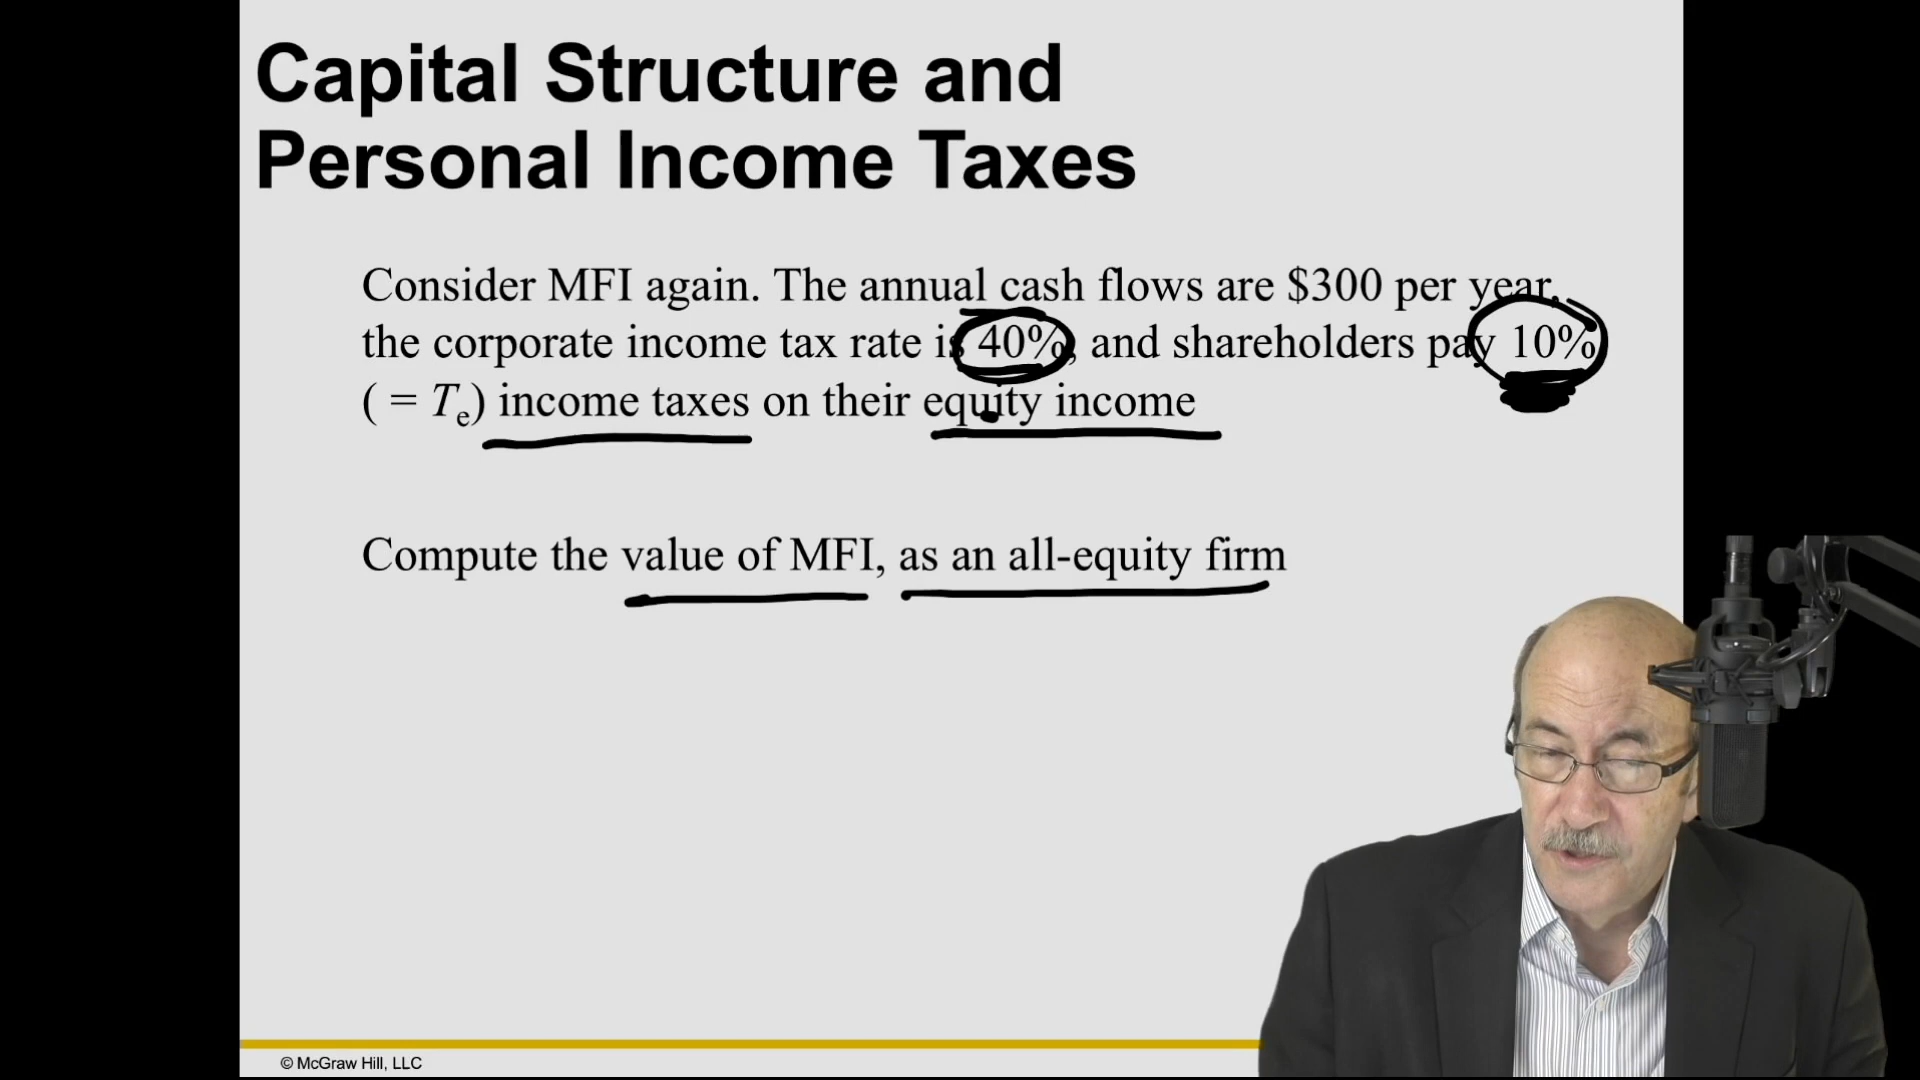 Capital Structure and
Personal Income Taxes
Consider MFI again. The annual cash flows are $300 per year,
the corporate income tax rate is 40%, and shareholders pay 10%
( = Te) income taxes on their equity income
Compute the value of MFI, as an all-equity firm
© McGraw Hill, LLC